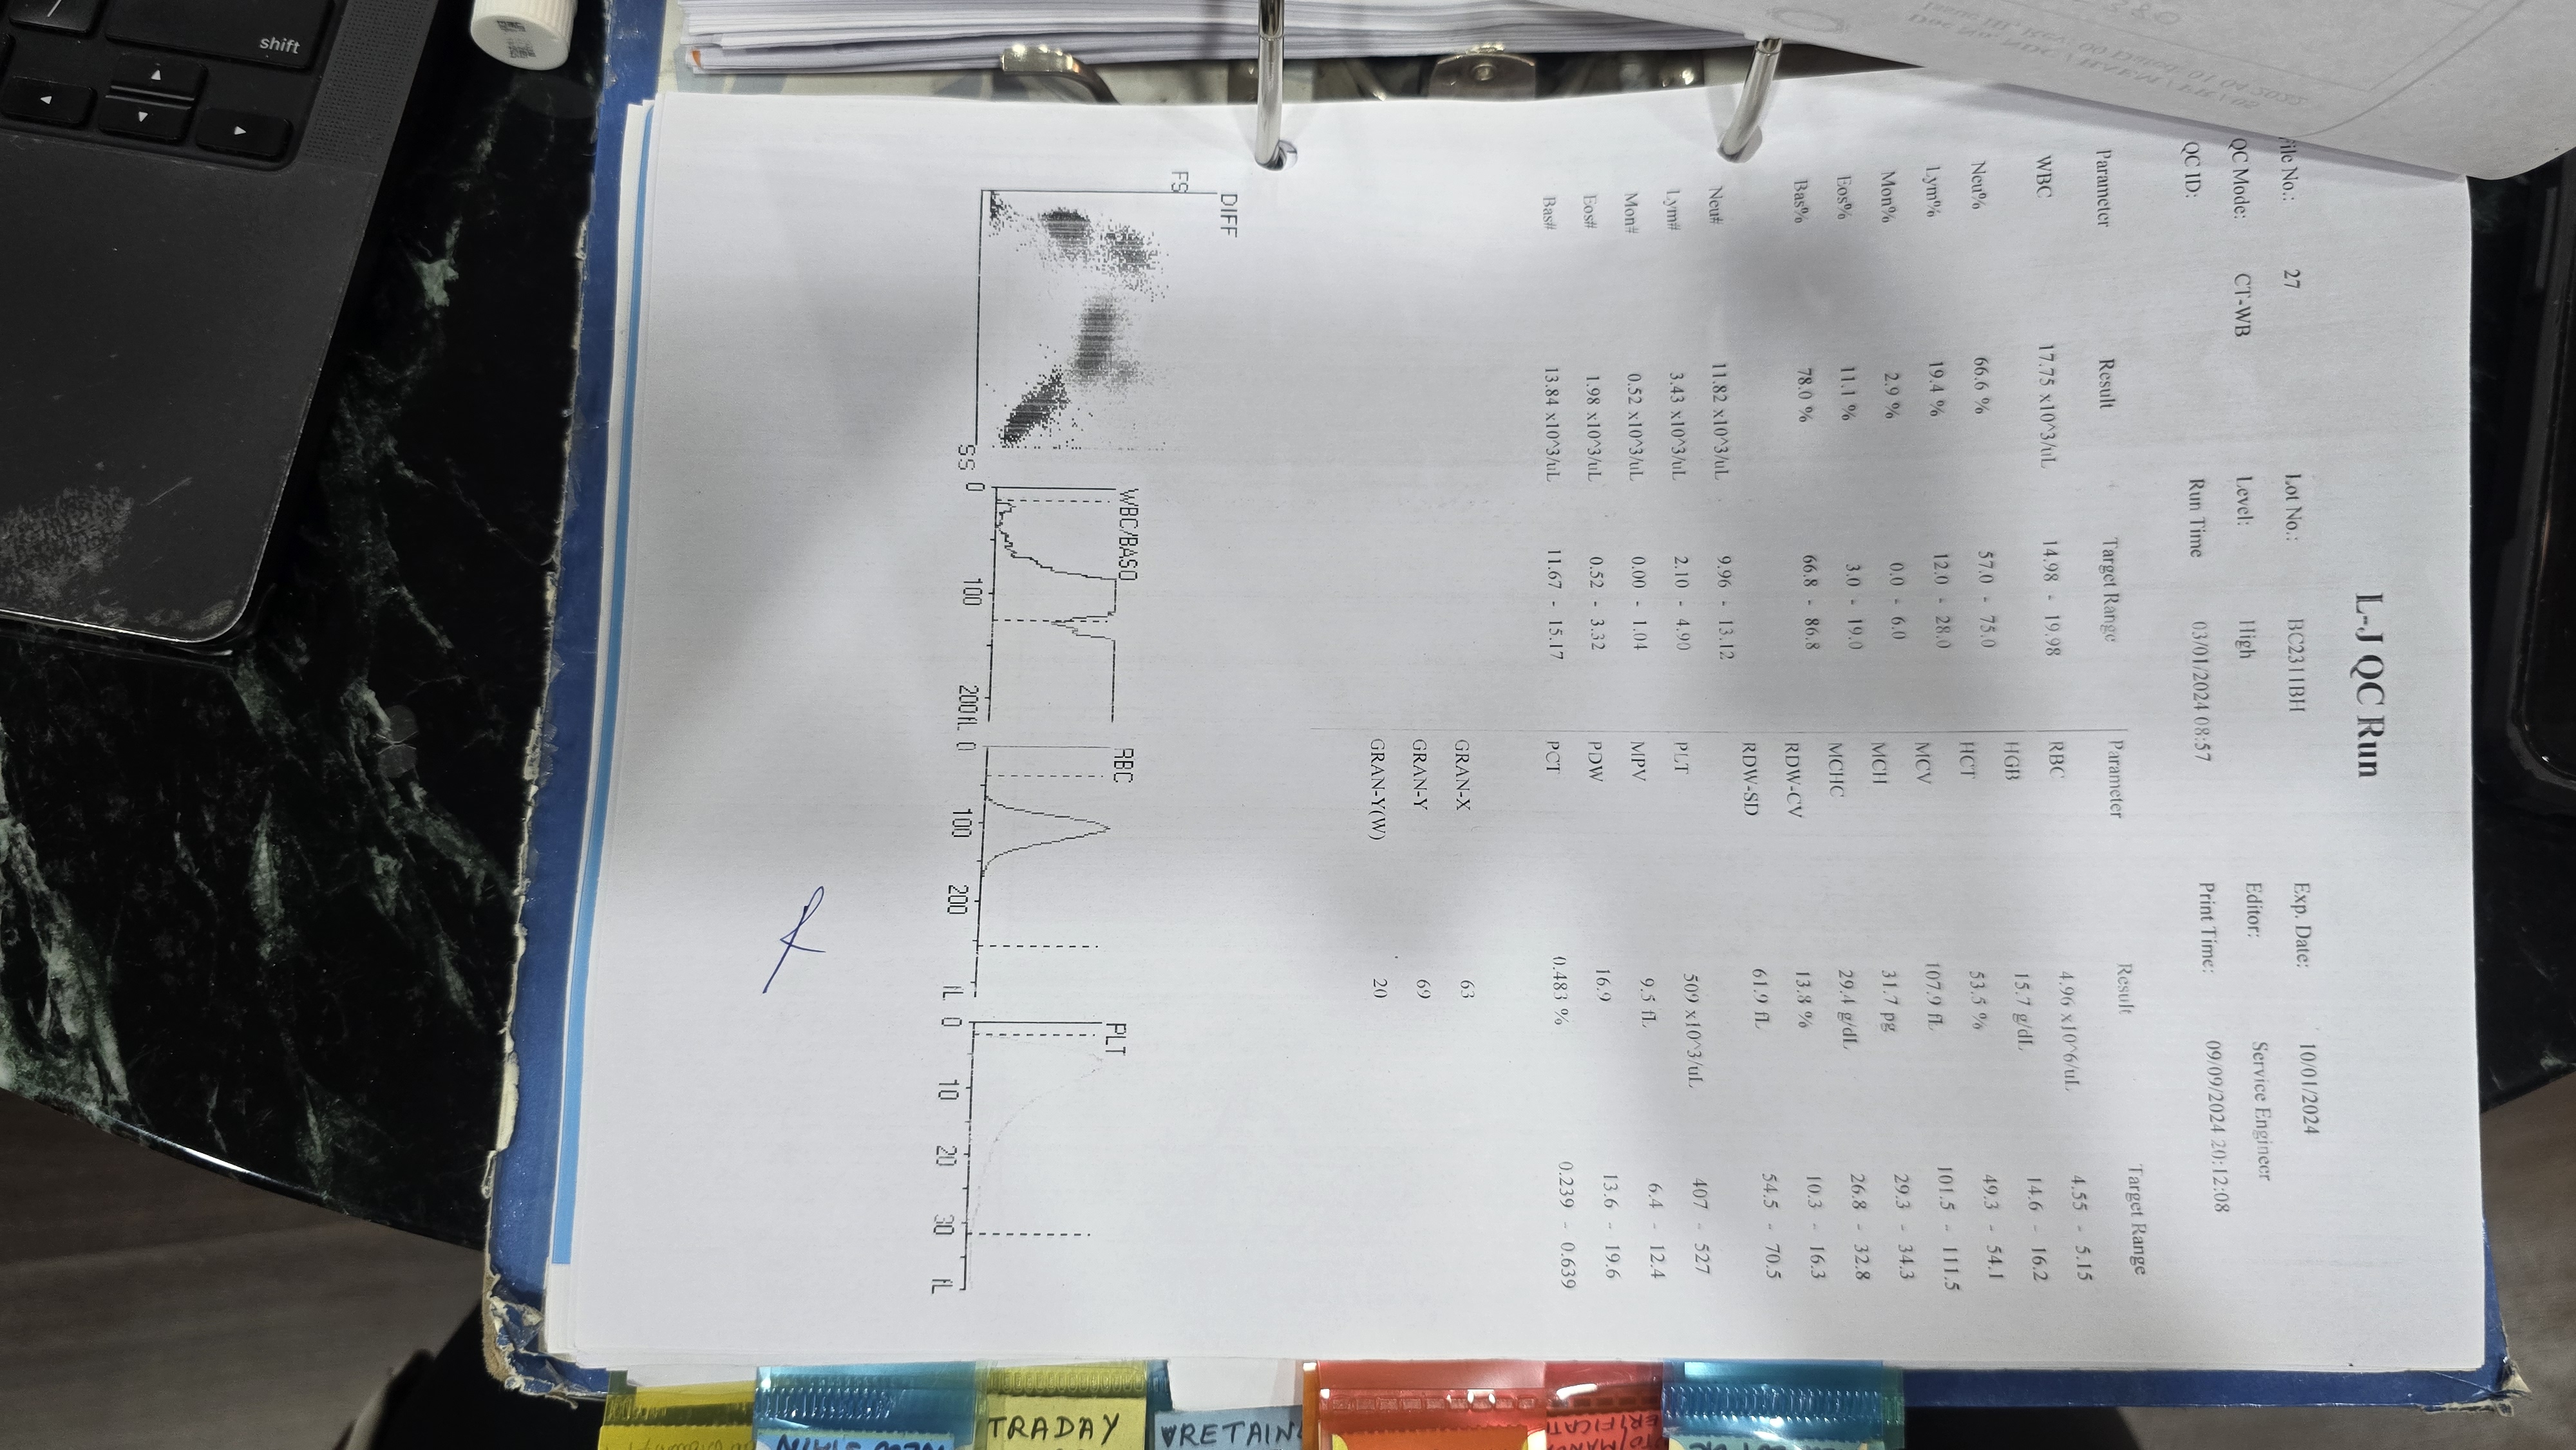 L-J QC Run
File No.: 27 Lot No.: BC2311BH Exp. Date: 10/01/2024
QC Mode: CT-WB Level: High Editor: Service Engineer
QC ID: Run Time 03/01/2024 08:57 Print Time: 09/09/2024 20:12:08
Parameter Result Target Range Parameter Result Target Range
WBC 17.75 x10^3/uL 14.98 - 19.98 RBC 4.96 x10^6/uL 4.55 - 5.15
HGB 15.7 g/dL 14.6 - 16.2
Neu% 66.6 % 57.0 - 75.0 HCT 53.5 % 49.3 - 54.1
Lym% 19.4 % 12.0 - 28.0 MCV 107.9 fL 101.5 - 111.5
Mon% 2.9 % 0.0 - 6.0 MCH 31.7 pg 29.3 - 34.3
Eos% 11.1 % 3.0 - 19.0 MCHC 29.4 g/dL 26.8 - 32.8
Bas% 78.0 % 66.8 - 86.8 RDW-CV 13.8 % 10.3 - 16.3
RDW-SD 61.9 fL 54.5 - 70.5
Neu# 11.82 x10^3/uL 9.96 - 13.12
Lym# 3.43 x10^3/uL 2.10 - 4.90 PLT 509 x10^3/uL 407 - 527
Mon# 0.52 x10^3/uL 0.00 - 1.04 MPV 9.5 fL 6.4 - 12.4
Eos# 1.98 x10^3/uL 0.52 - 3.32 PDW 16.9 13.6 - 19.6
Bas# 13.84 x10^3/uL 11.67 - 15.17 PCT 0.483 % 0.239 - 0.639
GRAN-X 63
GRAN-Y 69
GRAN-Y(W) 20
DIFF
FS
WBC/BASO RBC PLT
SS 0 100 200fL 0 100 200 fL 0 10 20 30 fL
shift
TRADAY
RETAIN